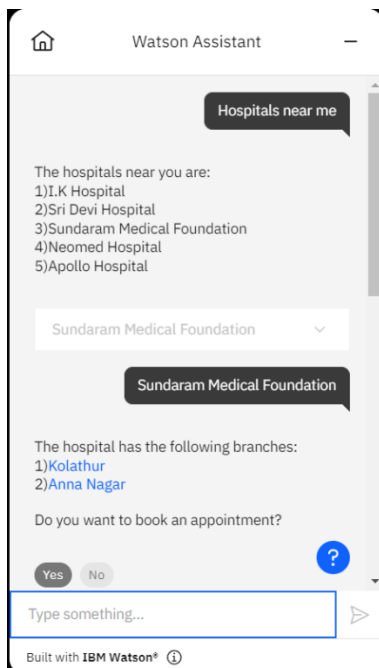 Watson Assistant
Hospitals near me
The hospitals near you are:
1)I.K Hospital
2)Sri Devi Hospital
3)Sundaram Medical Foundation
4)Neomed Hospital
5)Apollo Hospital
Sundaram Medical Foundation
Sundaram Medical Foundation
The hospital has the following branches:
1)Kolathur
2)Anna Nagar
Do you want to book an appointment?
?
Yes No
Type something...
Built with IBM Watson®